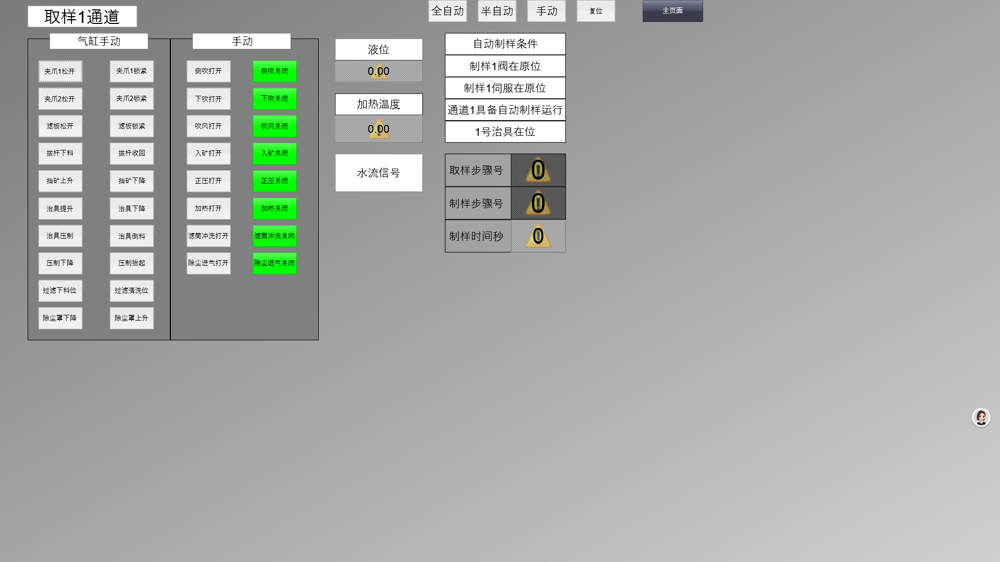 取样1通道
全自动
半自动
手动
复位
主页面
气缸手动
夹爪1松开
夹爪1锁紧
夹爪2松开
夹爪2锁紧
滤板松开
滤板锁紧
拨杆下料
拨杆收回
挡矿上升
挡矿下降
治具提升
治具下降
治具压制
治具倒料
压制下降
压制抬起
过滤下料位
过滤清洗位
除尘罩下降
除尘罩上升
手动
侧吹打开
侧吹关闭
下吹打开
下吹关闭
吹风打开
吹风关闭
入矿打开
入矿关闭
正压打开
正压关闭
加热打开
加热关闭
滤筒冲洗打开
滤筒冲洗关闭
除尘进气打开
除尘进气关闭
液位
0.00
加热温度
0.00
水流信号
自动制样条件
制样1阀在原位
制样1伺服在原位
通道1具备自动制样运行
1号治具在位
取样步骤号
0
制样步骤号
0
制样时间秒
0